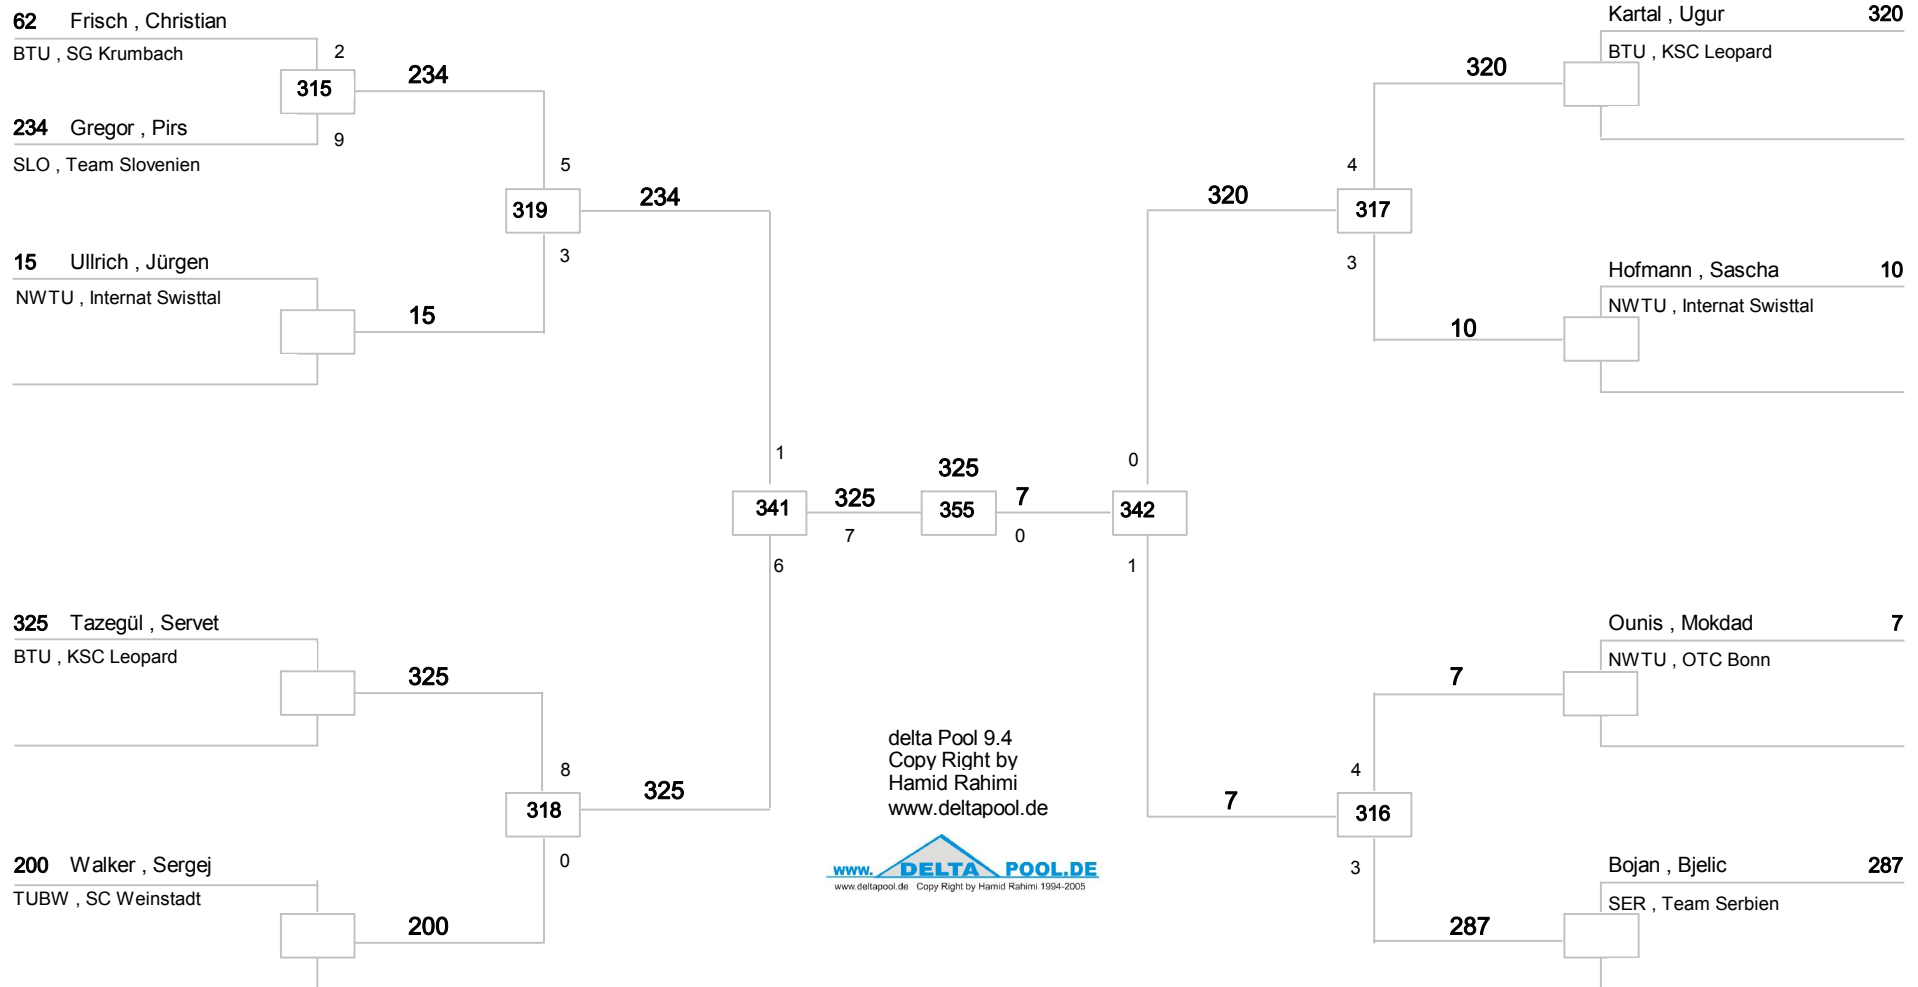 62 Frisch , Christian
BTU , SG Krumbach
2
315
234
234 Gregor , Pirs
9
SLO , Team Slovenien
5
319
234
3
15 Ullrich , Jürgen
NWTU , Internat Swisttal
15
1
341
325
7
6
325
355
7
0
325 Tazegül , Servet
BTU , KSC Leopard
325
8
318
325
0
200 Walker , Sergej
TUBW , SC Weinstadt
200
delta Pool 9.4
Copy Right by
Hamid Rahimi
www.deltapool.de
www. DELTA POOL.DE
www.deltapool.de Copy Right by Hamid Rahimi 1994-2005
Kartal , Ugur 320
BTU , KSC Leopard
320
4
320
317
3
Hofmann , Sascha 10
NWTU , Internat Swisttal
10
0
342
1
Ounis , Mokdad 7
NWTU , OTC Bonn
7
4
7
316
3
Bojan , Bjelic 287
SER , Team Serbien
287